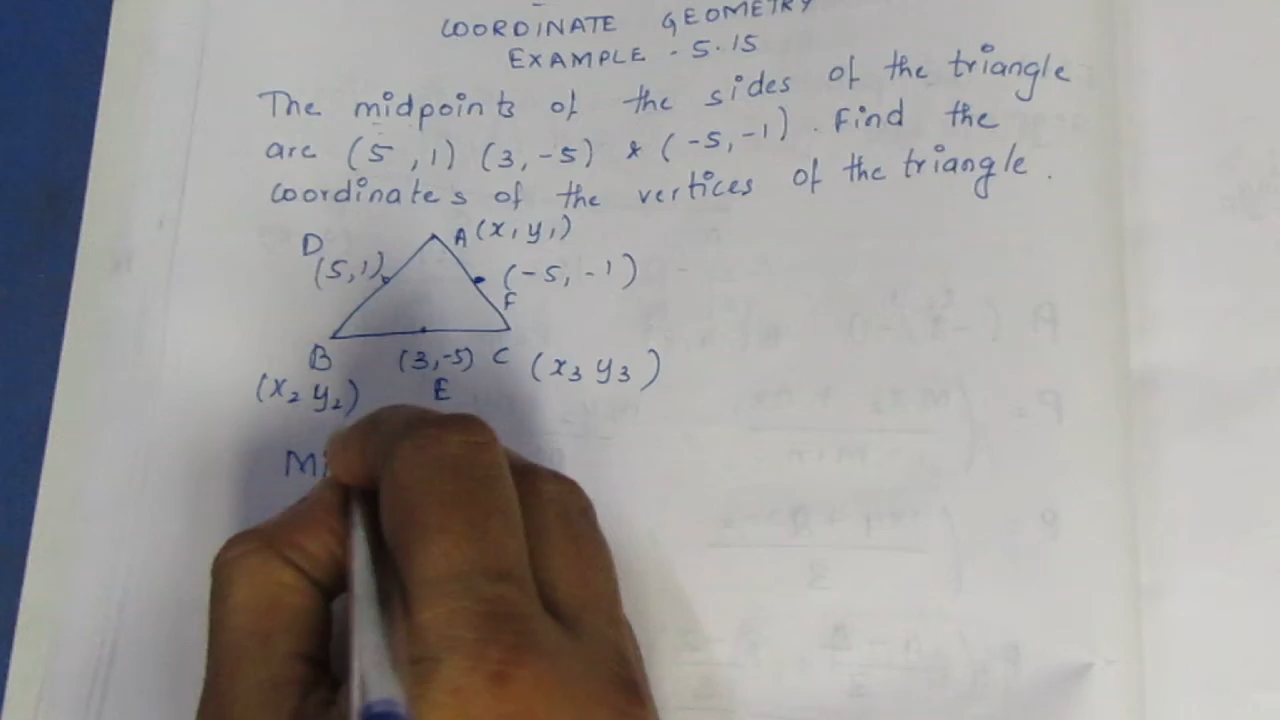 COORDINATE GEOMETRY
EXAMPLE - 5.15
The midpoints of the sides of the triangle
are (5, 1) (3, -5) & (-5, -1). Find the
coordinates of the vertices of the triangle.
A (x, y,)
D
(5, 1)
(-5, -1)
F
B
(3, -5)
C
(x3 y3)
(x2 y2)
E
Mi